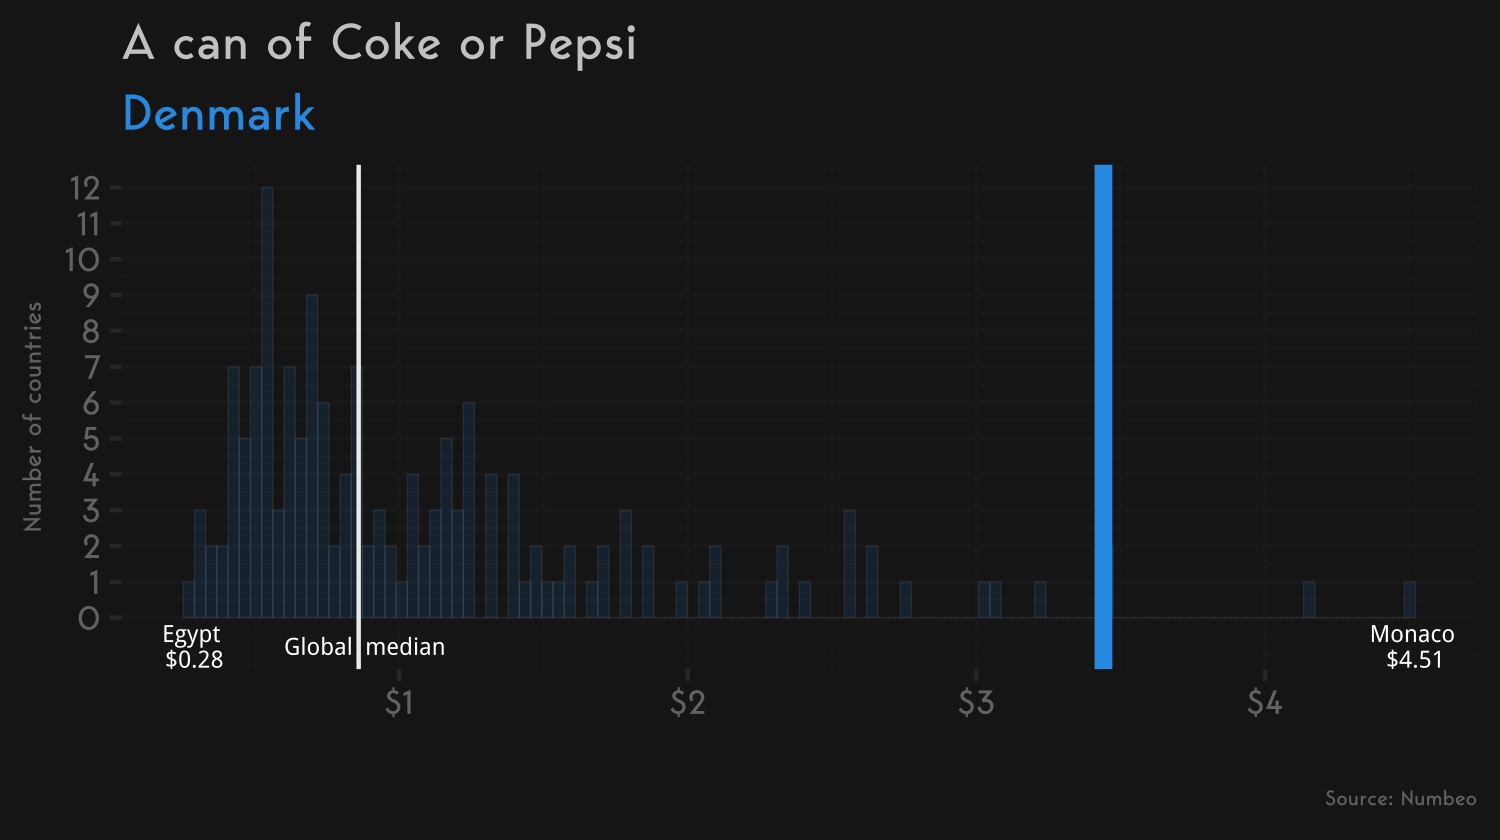 A can of Coke or Pepsi
Denmark
Number of countries
12
11
10
9
8
7
6
5
4
3
2
1
0
Egypt
$0.28
Global median
Monaco
$4.51
$1 $2 $3 $4
Source: Numbeo